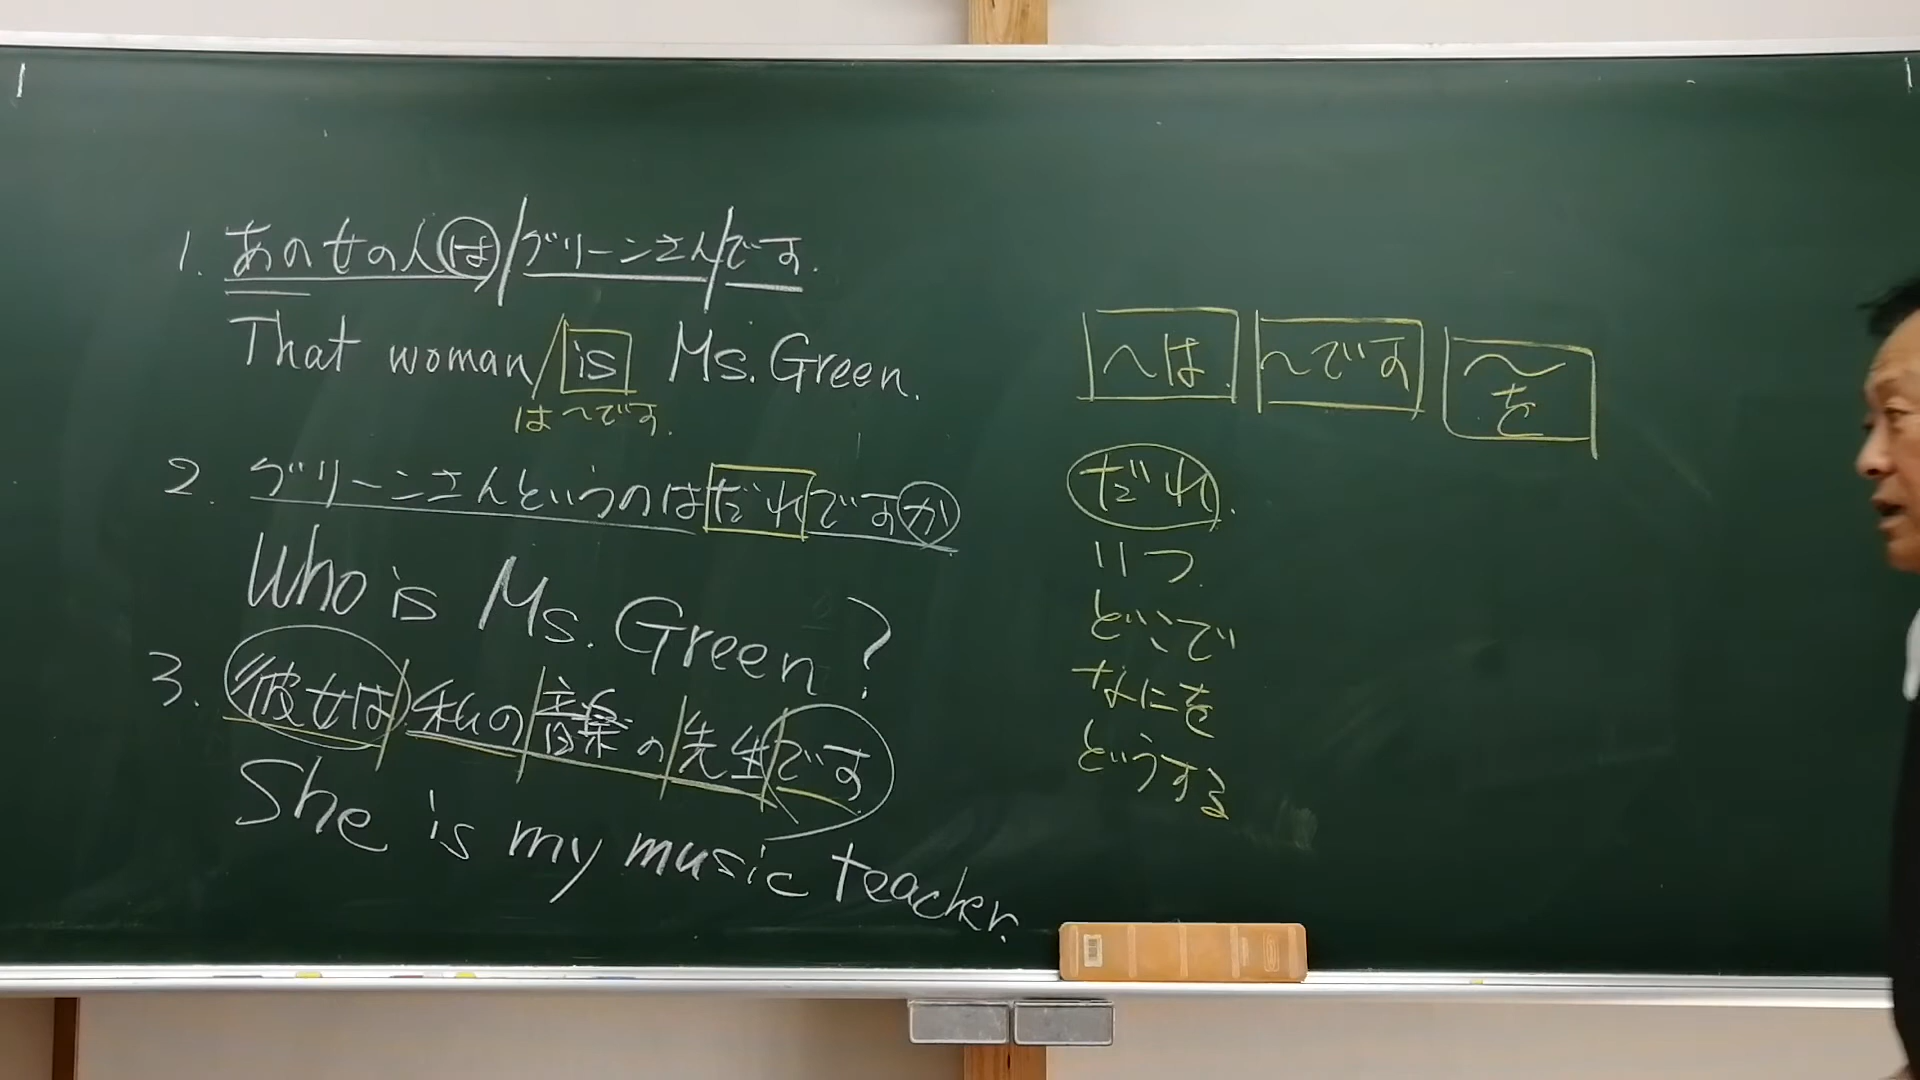 1. あの女の人は/グリーンさん/です.
That woman/is Ms. Green.
は〜です.
2. グリーンさんというのはだれですか
Who is Ms. Green?
3. 彼女は 私の 音楽の 先生です
She is my music teacher.
〜は 〜です 〜を
だれ.
いつ
どこで
なにを
どうする